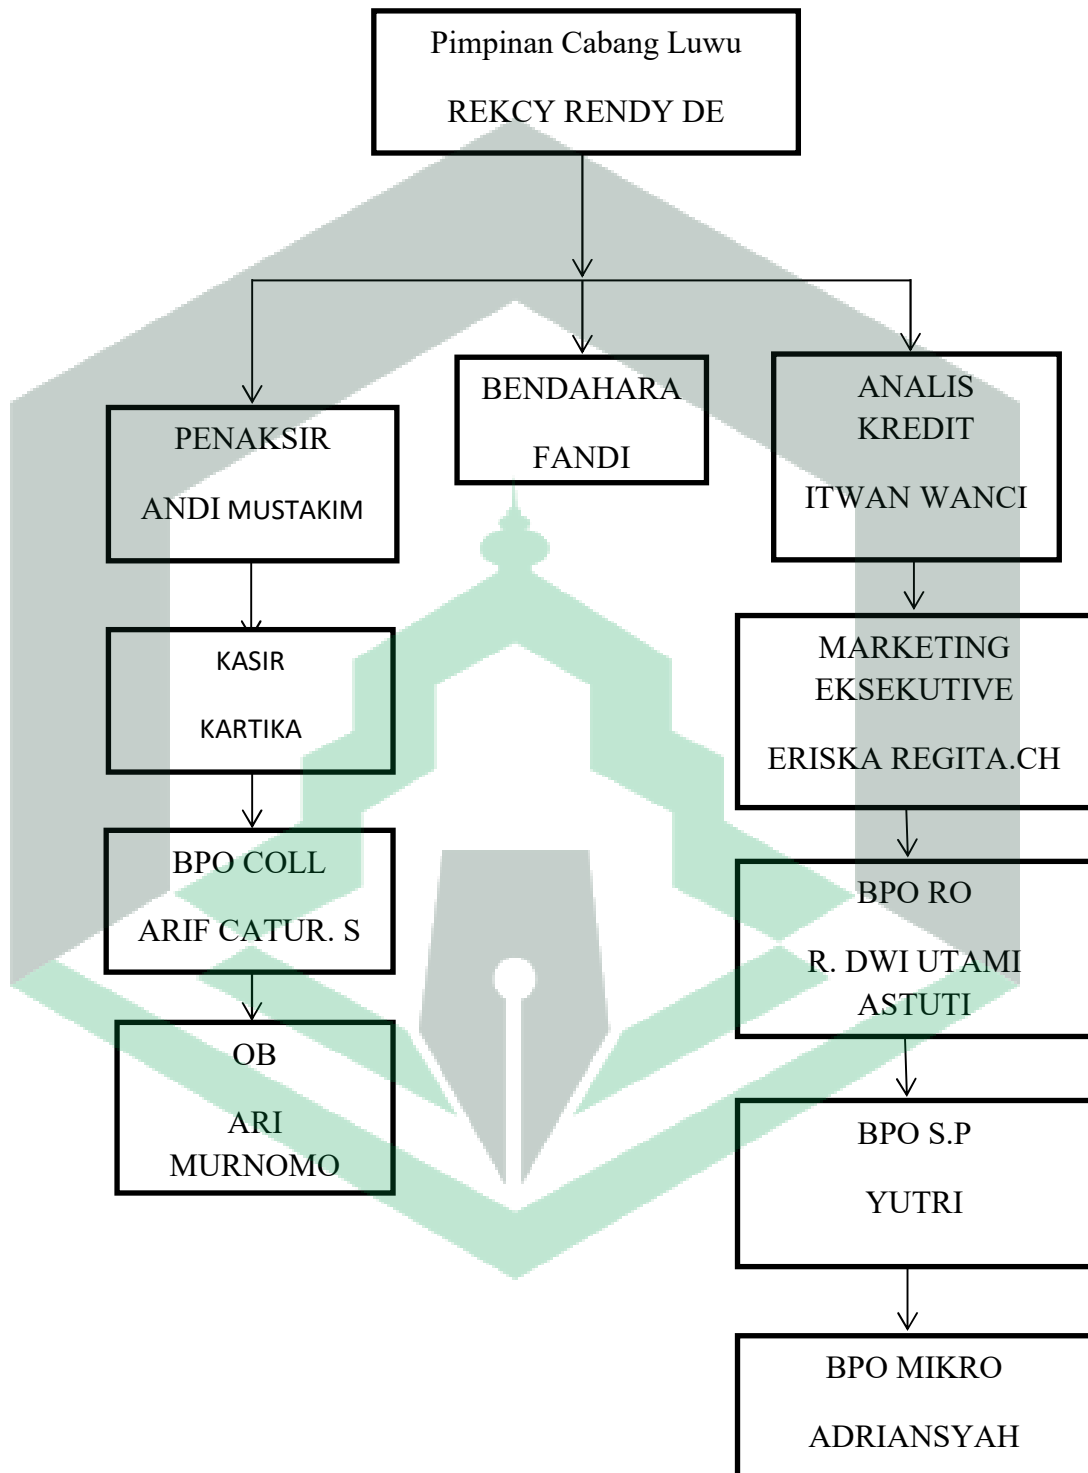 Pimpinan Cabang Luwu
REKCY RENDY DE
PENAKSIR
ANDI MUSTAKIM
BENDAHARA
FANDI
ANALIS
KREDIT
ITWAN WANCI
KASIR
KARTIKA
MARKETING
EKSEKUTIVE
ERISKA REGITA.CH
BPO COLL
ARIF CATUR. S
BPO RO
R. DWI UTAMI
ASTUTI
OB
ARI
MURNOMO
BPO S.P
YUTRI
BPO MIKRO
ADRIANSYAH